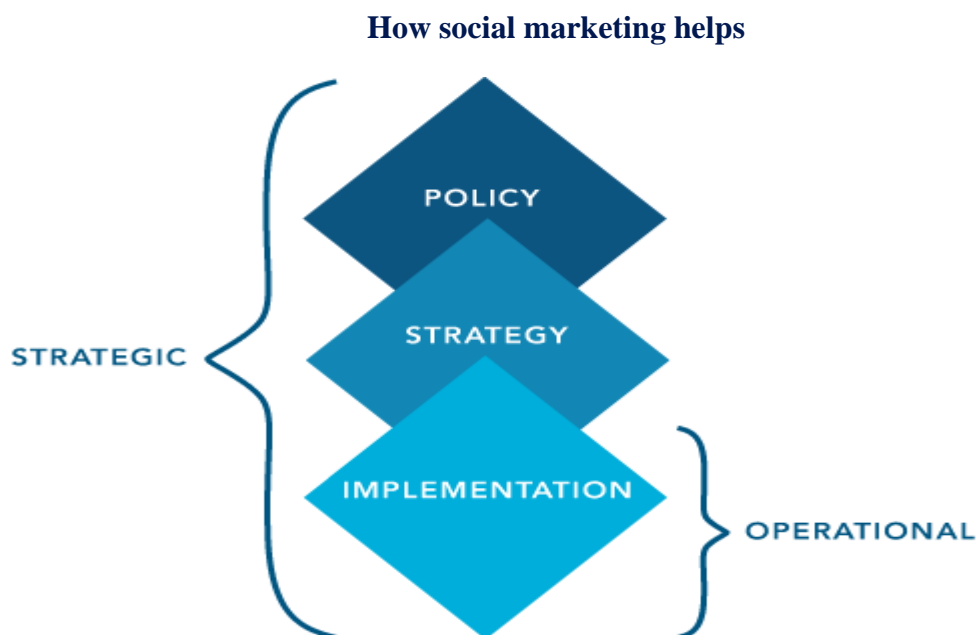 How social marketing helps
POLICY
STRATEGY
STRATEGIC
IMPLEMENTATION
OPERATIONAL